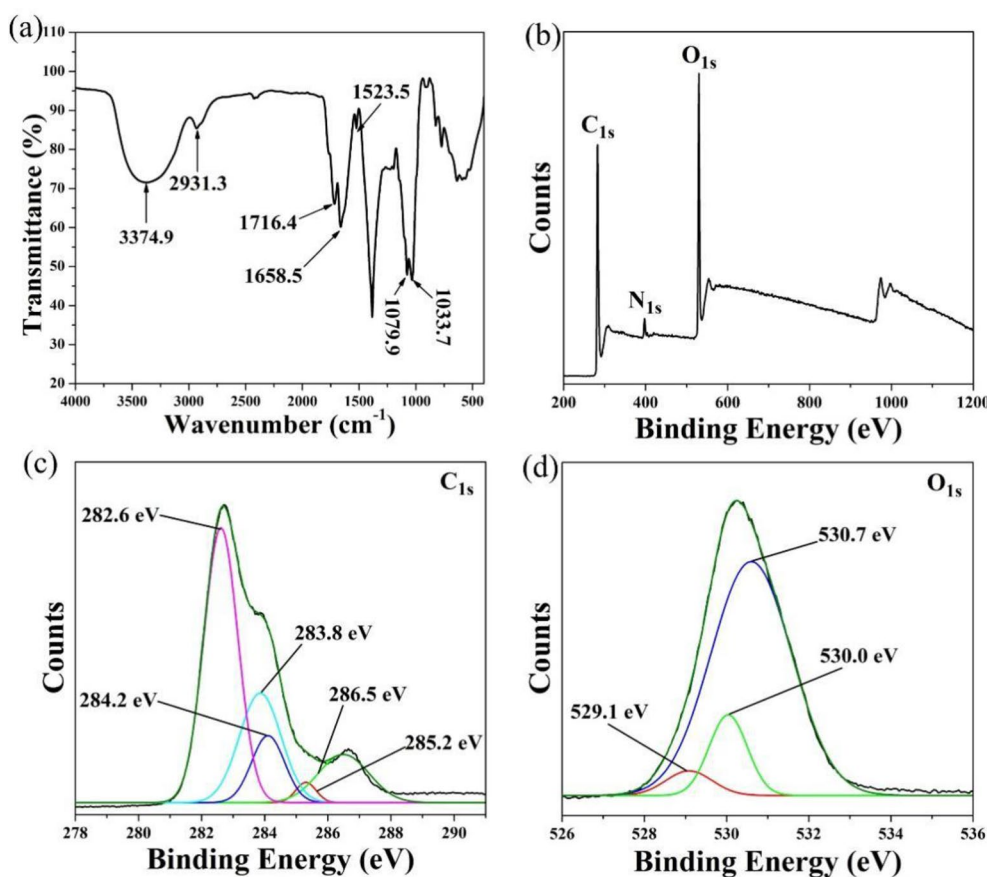 (a)
110
100
90
80
70
60
50
40
30
20
Transmittance (%)
1523.5
2931.3
3374.9
1716.4
1658.5
1079.9
1033.7
4000 3500 3000 2500 2000 1500 1000 500
Wavenumber (cm⁻¹)
(b)
Counts
O1s
C1s
N1s
200 400 600 800 1000 1200
Binding Energy (eV)
(c)
C1s
Counts
282.6 eV
283.8 eV
284.2 eV
286.5 eV
285.2 eV
278 280 282 284 286 288 290
Binding Energy (eV)
(d)
O1s
Counts
530.7 eV
530.0 eV
529.1 eV
526 528 530 532 534 536
Binding Energy (eV)